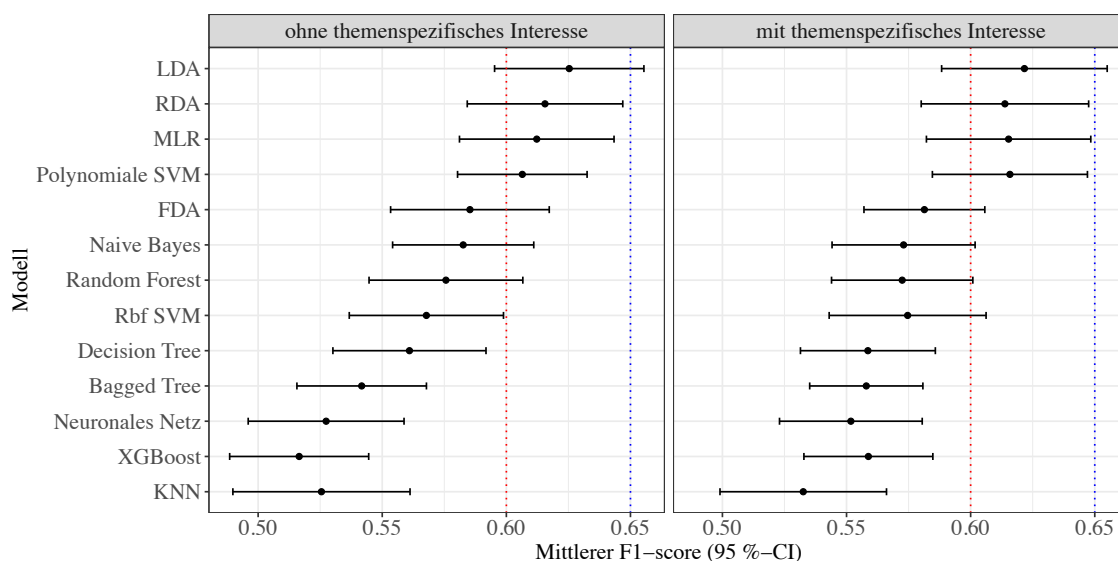 ohne themenspezifisches Interesse
mit themenspezifisches Interesse
Modell
LDA
RDA
MLR
Polynomiale SVM
FDA
Naive Bayes
Random Forest
Rbf SVM
Decision Tree
Bagged Tree
Neuronales Netz
XGBoost
KNN
0.50 0.55 0.60 0.65 0.50 0.55 0.60 0.65
Mittlerer F1−score (95 %−CI)